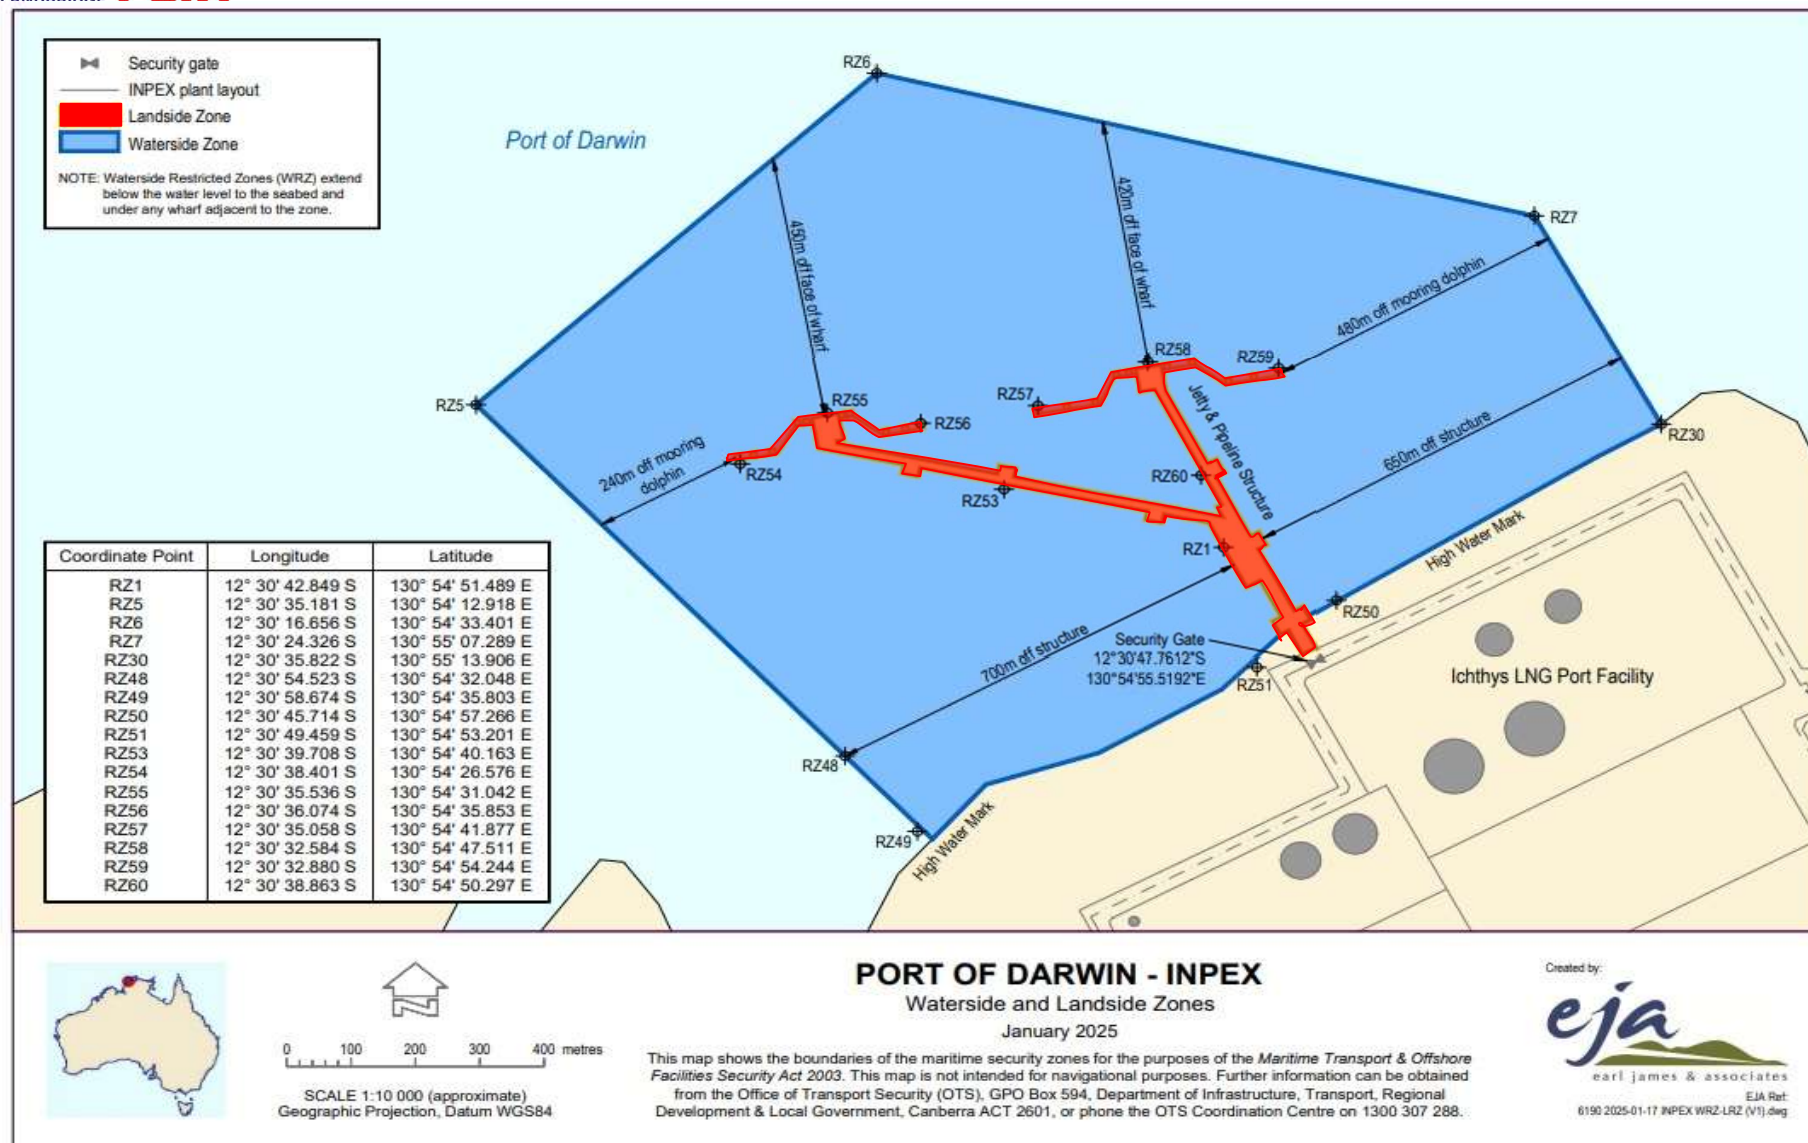 Security gate
INPEX plant layout
Landside Zone
Waterside Zone
NOTE: Waterside Restricted Zones (WRZ) extend
below the water level to the seabed and
under any wharf adjacent to the zone.
Port of Darwin
RZ6
RZ7
RZ5
RZ30
450m off face of wharf
420m off face of wharf
480m off mooring dolphin
650m off structure
240m off mooring
dolphin
700m off structure
RZ55
RZ56
RZ54
RZ57
RZ58
RZ59
RZ60
RZ53
RZ1
Jetty & Pipeline Structure
High Water Mark
RZ50
RZ51
Security Gate
12°30'47.7612"S
130°54'55.5192"E
Ichthys LNG Port Facility
RZ48
RZ49
High Water Mark
Coordinate Point Longitude Latitude
RZ1 12° 30' 42.849 S 130° 54' 51.489 E
RZ5 12° 30' 35.181 S 130° 54' 12.918 E
RZ6 12° 30' 16.656 S 130° 54' 33.401 E
RZ7 12° 30' 24.326 S 130° 55' 07.289 E
RZ30 12° 30' 35.822 S 130° 55' 13.906 E
RZ48 12° 30' 54.523 S 130° 54' 32.048 E
RZ49 12° 30' 58.674 S 130° 54' 35.803 E
RZ50 12° 30' 45.714 S 130° 54' 57.266 E
RZ51 12° 30' 49.459 S 130° 54' 53.201 E
RZ53 12° 30' 39.708 S 130° 54' 40.163 E
RZ54 12° 30' 38.401 S 130° 54' 26.576 E
RZ55 12° 30' 35.536 S 130° 54' 31.042 E
RZ56 12° 30' 36.074 S 130° 54' 35.853 E
RZ57 12° 30' 35.058 S 130° 54' 41.877 E
RZ58 12° 30' 32.584 S 130° 54' 47.511 E
RZ59 12° 30' 32.880 S 130° 54' 54.244 E
RZ60 12° 30' 38.863 S 130° 54' 50.297 E
N
0 100 200 300 400 metres
SCALE 1:10 000 (approximate)
Geographic Projection, Datum WGS84
PORT OF DARWIN - INPEX
Waterside and Landside Zones
January 2025
This map shows the boundaries of the maritime security zones for the purposes of the Maritime Transport & Offshore
Facilities Security Act 2003. This map is not intended for navigational purposes. Further information can be obtained
from the Office of Transport Security (OTS), GPO Box 594, Department of Infrastructure, Transport, Regional
Development & Local Government, Canberra ACT 2601, or phone the OTS Coordination Centre on 1300 307 288.
Created by:
eja
earl james & associates
EJA Ref:
6190 2025-01-17 INPEX WRZ-LRZ (V1).dwg